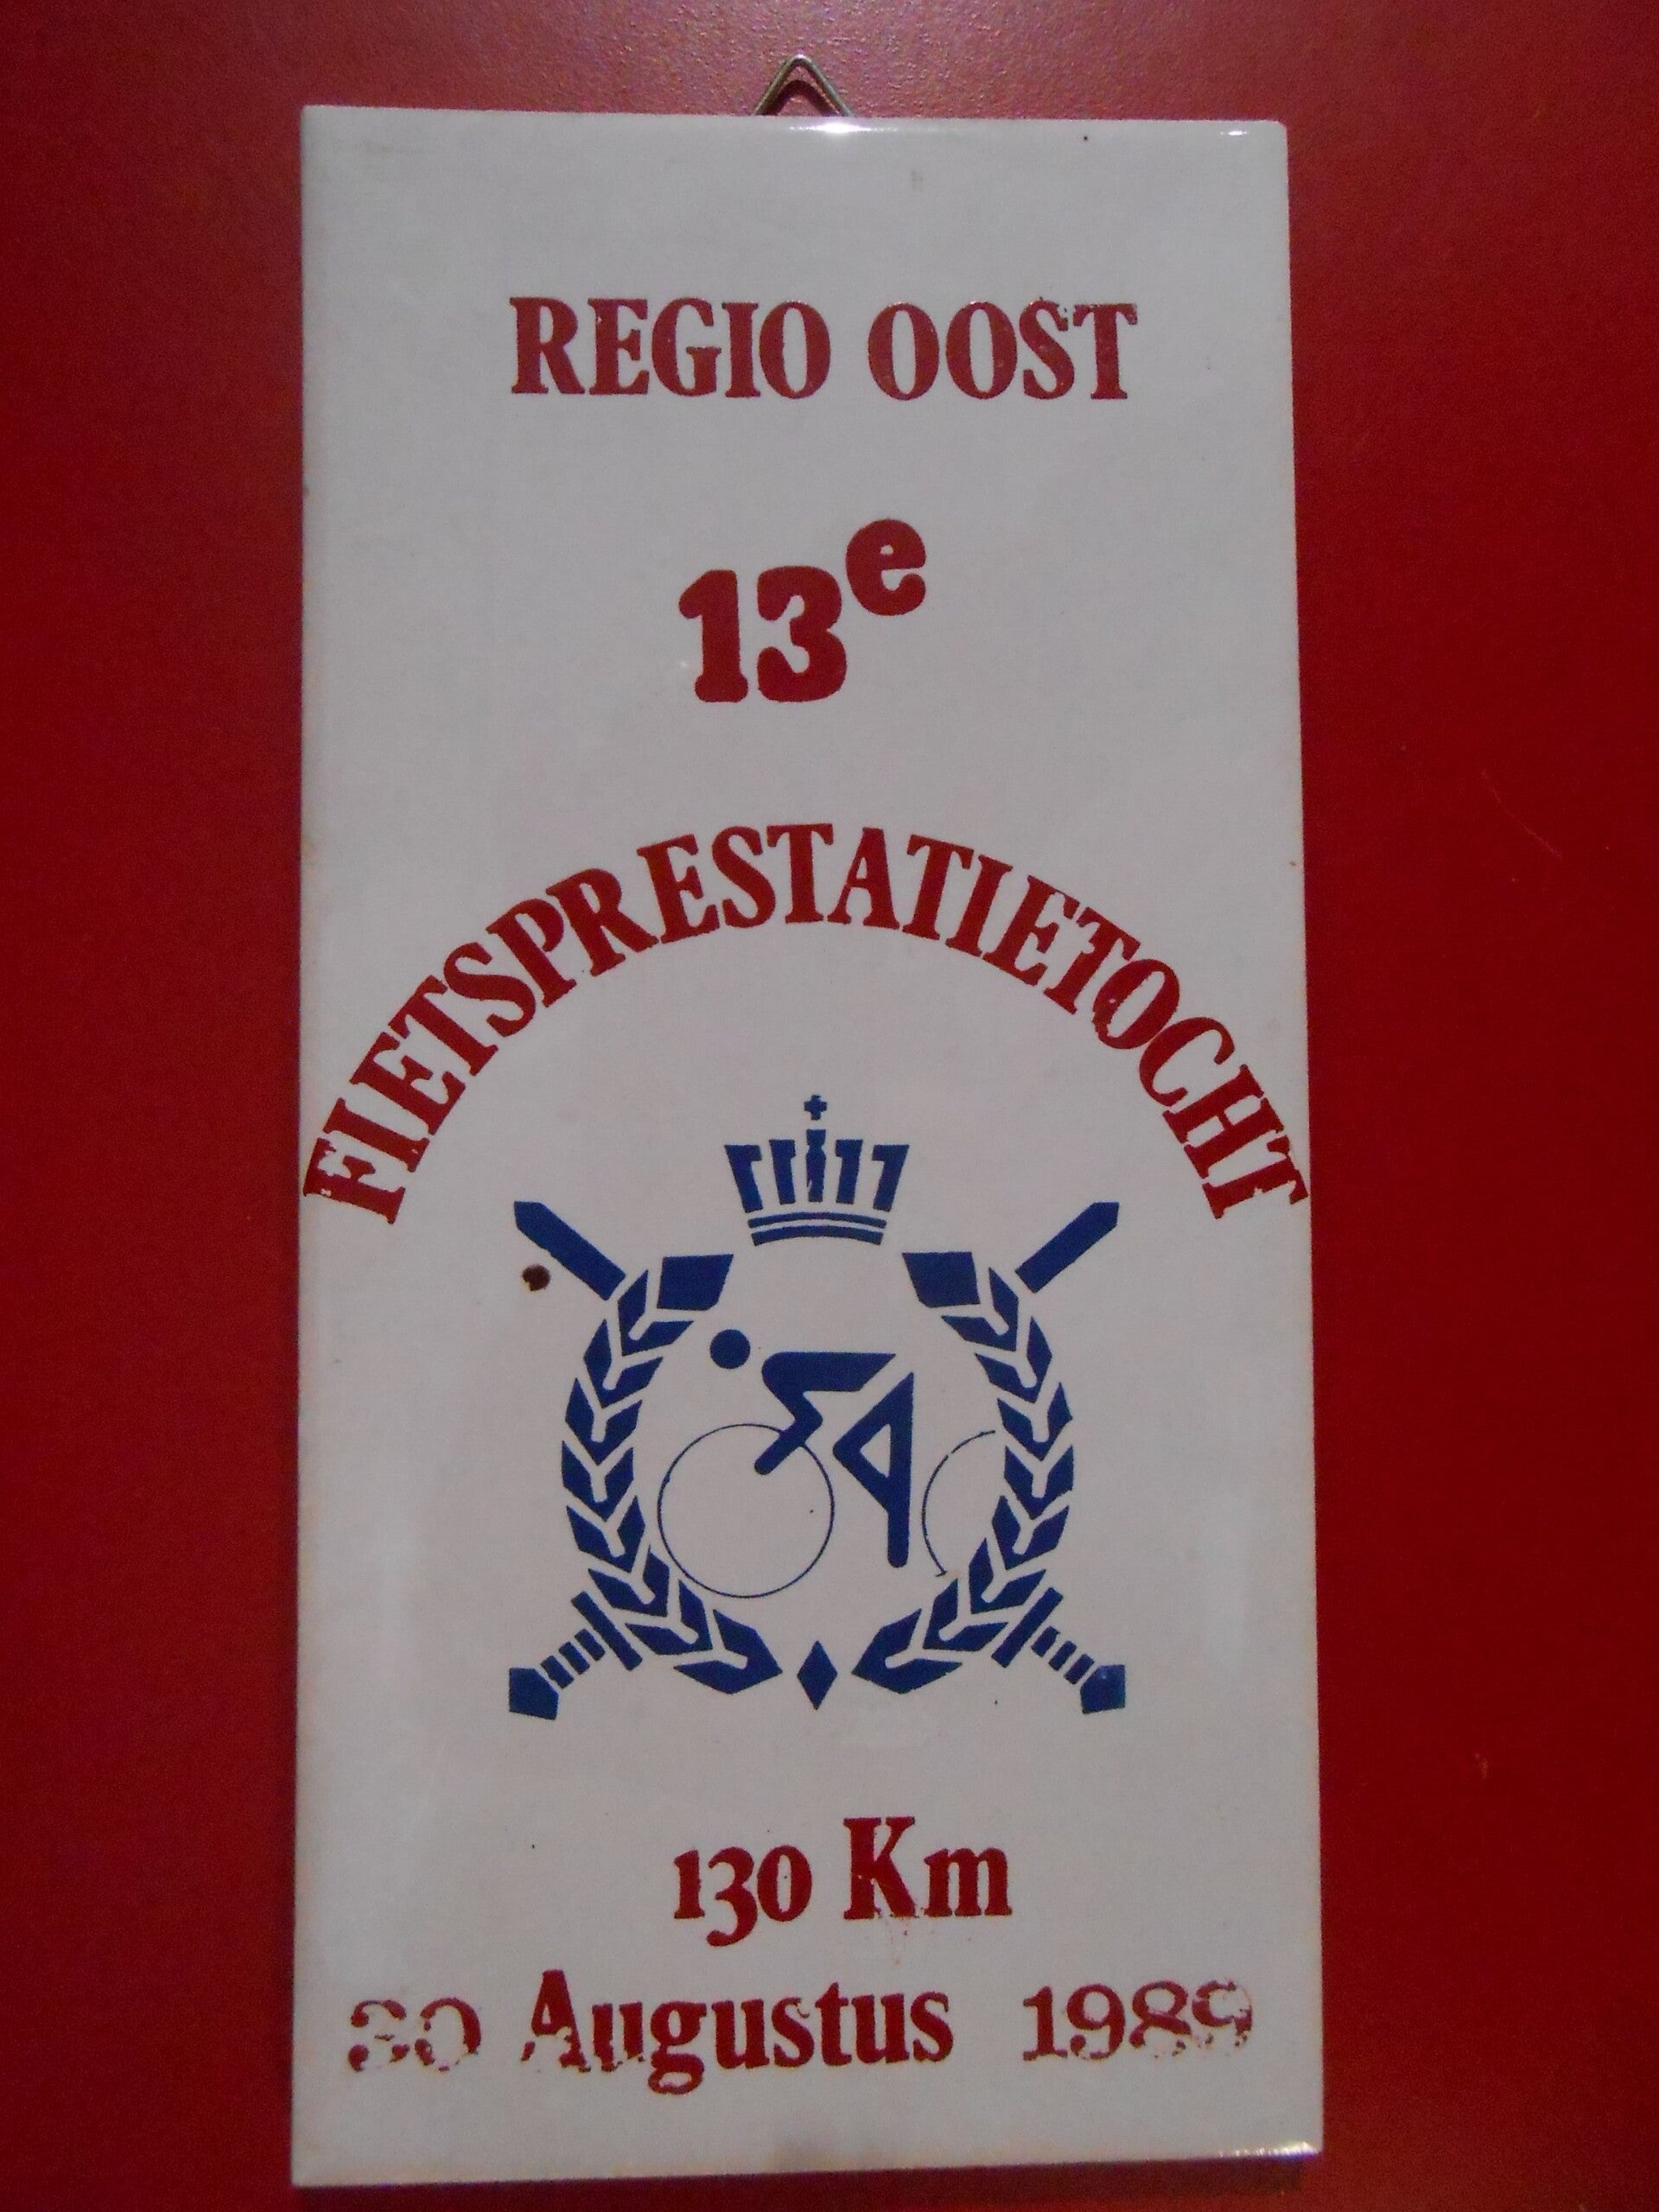 REGIO OOST
13e
FIETSPRESTATIETOCHT
130 Km
30 Augustus 1989